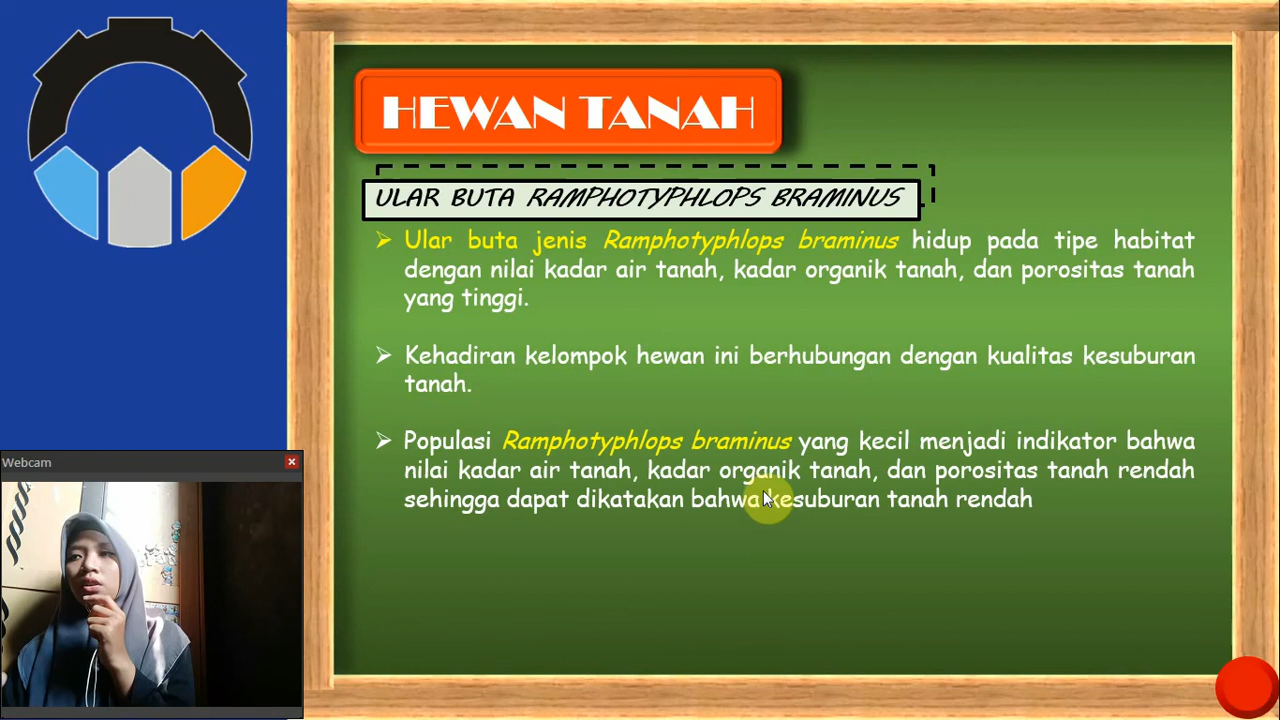 HEWAN TANAH
ULAR BUTA RAMPHOTYPHLOPS BRAMINUS
Ular buta jenis Ramphotyphlops braminus hidup pada tipe habitat
dengan nilai kadar air tanah, kadar organik tanah, dan porositas tanah
yang tinggi.
Kehadiran kelompok hewan ini berhubungan dengan kualitas kesuburan
tanah.
Populasi Ramphotyphlops braminus yang kecil menjadi indikator bahwa
nilai kadar air tanah, kadar organik tanah, dan porositas tanah rendah
sehingga dapat dikatakan bahwa kesuburan tanah rendah
Webcam